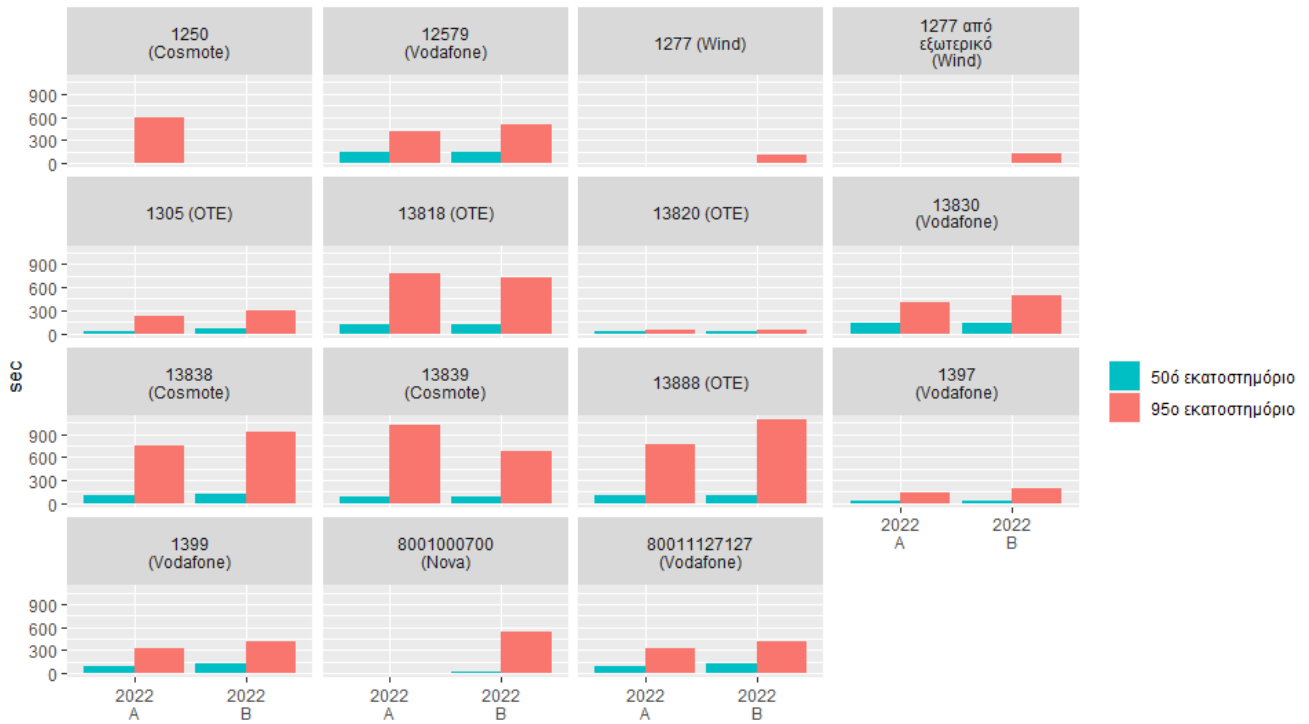 1250
(Cosmote)
12579
(Vodafone)
1277 (Wind)
1277 από
εξωτερικό
(Wind)
900
600
300
0
1305 (OTE)
13818 (OTE)
13820 (OTE)
13830
(Vodafone)
900
600
300
0
sec
13838
(Cosmote)
13839
(Cosmote)
13888 (OTE)
1397
(Vodafone)
900
600
300
0
50ό εκατοστημόριο
95ο εκατοστημόριο
2022
A
2022
B
1399
(Vodafone)
8001000700
(Nova)
80011127127
(Vodafone)
900
600
300
0
2022
A
2022
B
2022
A
2022
B
2022
A
2022
B